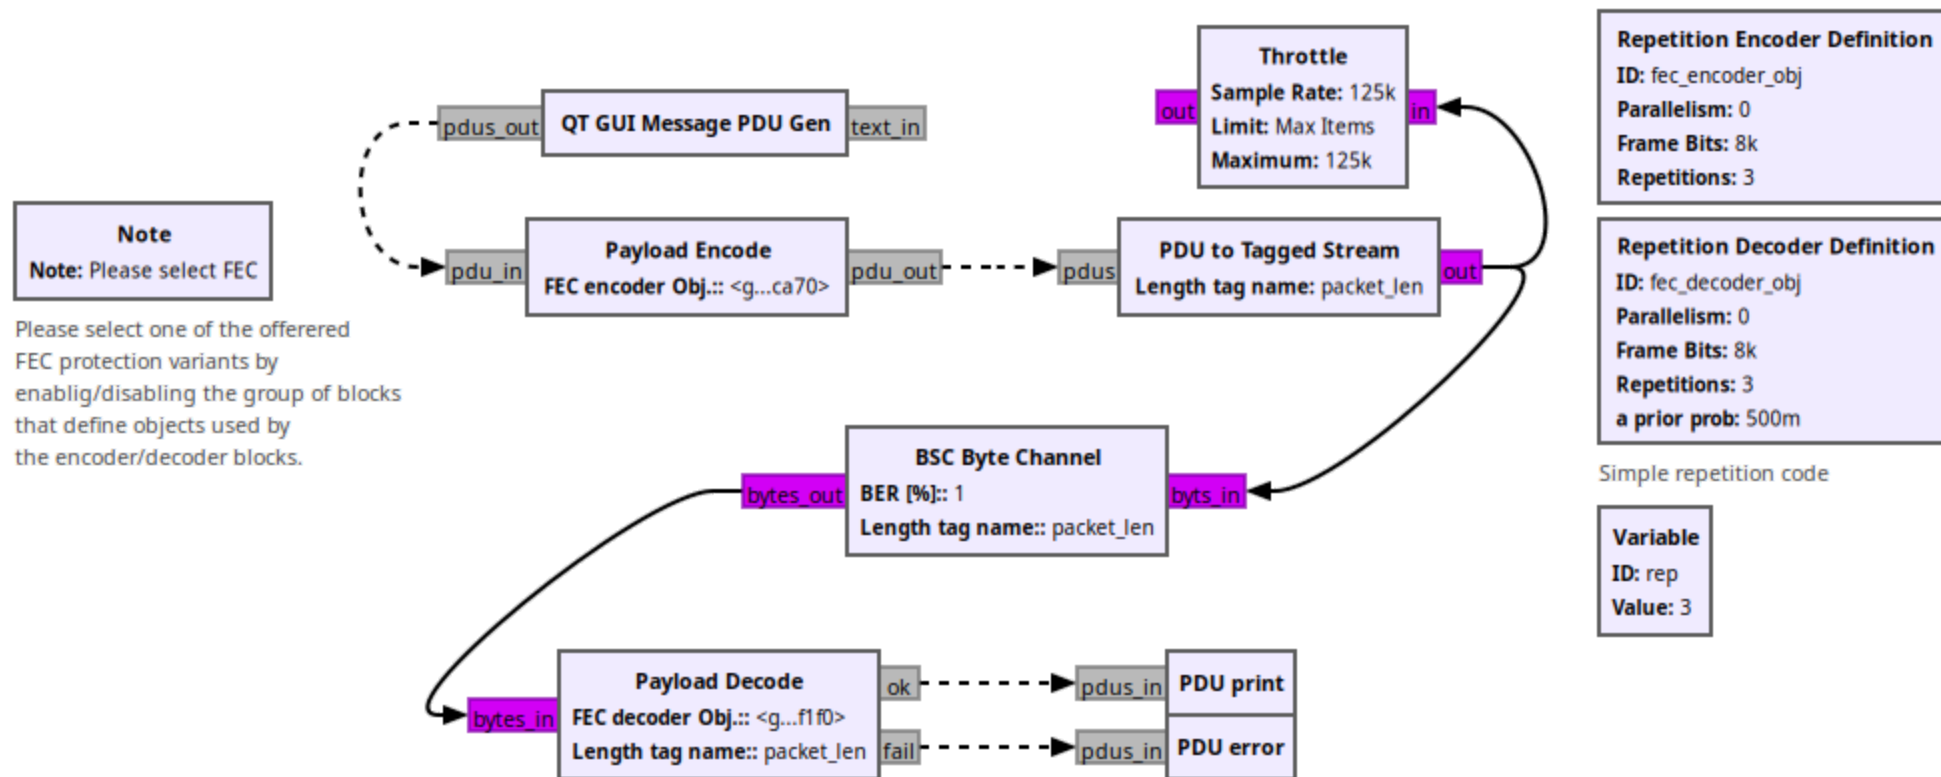 Throttle
out
Sample Rate: 125k
in
Limit: Max Items
Maximum: 125k
pdus_out
QT GUI Message PDU Gen
text_in
Note
Note: Please select FEC
Please select one of the offerered
FEC protection variants by
enablig/disabling the group of blocks
that define objects used by
the encoder/decoder blocks.
pdu_in
Payload Encode
FEC encoder Obj.:: <g...ca70>
pdu_out
pdus
PDU to Tagged Stream
Length tag name: packet_len
out
Repetition Encoder Definition
ID: fec_encoder_obj
Parallelism: 0
Frame Bits: 8k
Repetitions: 3
Repetition Decoder Definition
ID: fec_decoder_obj
Parallelism: 0
Frame Bits: 8k
Repetitions: 3
a prior prob: 500m
Simple repetition code
Variable
ID: rep
Value: 3
bytes_out
BSC Byte Channel
BER [%]:: 1
Length tag name:: packet_len
byts_in
bytes_in
Payload Decode
FEC decoder Obj.:: <g...f1f0>
Length tag name:: packet_len
ok
fail
pdus_in
PDU print
pdus_in
PDU error